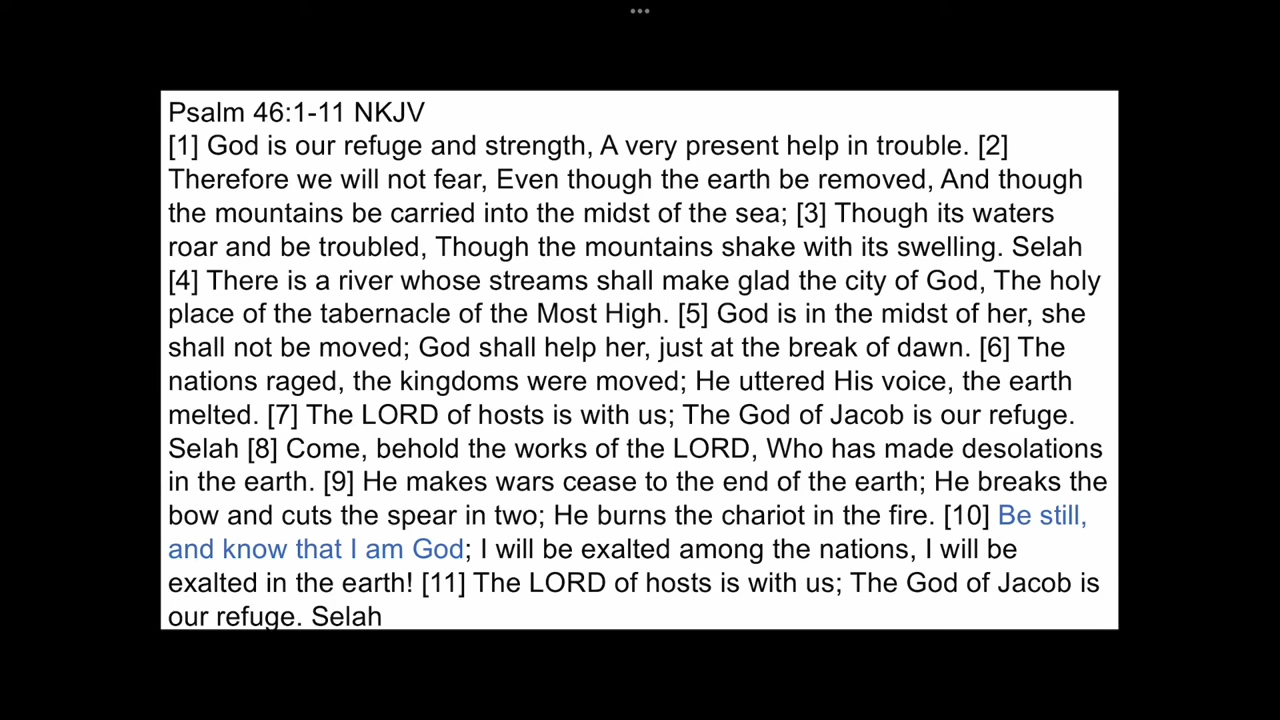 Psalm 46:1-11 NKJV
[1] God is our refuge and strength, A very present help in trouble. [2]
Therefore we will not fear, Even though the earth be removed, And though
the mountains be carried into the midst of the sea; [3] Though its waters
roar and be troubled, Though the mountains shake with its swelling. Selah
[4] There is a river whose streams shall make glad the city of God, The holy
place of the tabernacle of the Most High. [5] God is in the midst of her, she
shall not be moved; God shall help her, just at the break of dawn. [6] The
nations raged, the kingdoms were moved; He uttered His voice, the earth
melted. [7] The LORD of hosts is with us; The God of Jacob is our refuge.
Selah [8] Come, behold the works of the LORD, Who has made desolations
in the earth. [9] He makes wars cease to the end of the earth; He breaks the
bow and cuts the spear in two; He burns the chariot in the fire. [10] Be still,
and know that I am God; I will be exalted among the nations, I will be
exalted in the earth! [11] The LORD of hosts is with us; The God of Jacob is
our refuge. Selah